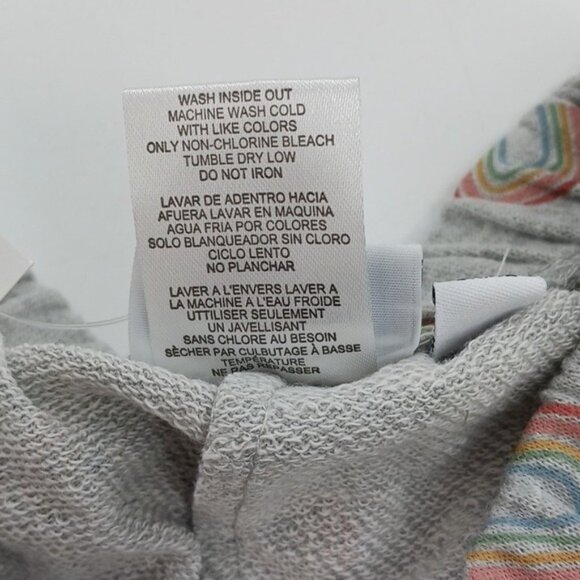 WASH INSIDE OUT
MACHINE WASH COLD
WITH LIKE COLORS
ONLY NON-CHLORINE BLEACH
TUMBLE DRY LOW
DO NOT IRON
LAVAR DE ADENTRO HACIA
AFUERA LAVAR EN MAQUINA
AGUA FRIA POR COLORES
SOLO BLANQUEADOR SIN CLORO
CICLO LENTO
NO PLANCHAR
LAVER A L'ENVERS LAVER A
LA MACHINE A L'EAU FROIDE
UTILISER SEULEMENT
UN JAVELLISANT
SANS CHLORE AU BESOIN
SÈCHER PAR CULBUTAGE À BASSE
TEMPÉRATURE
NE PAS REPASSER